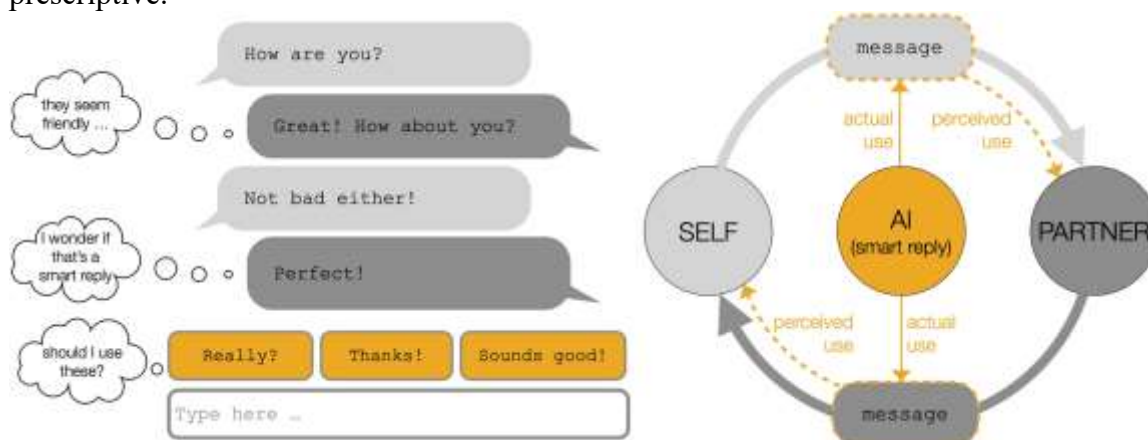 prescriptive.
How are you?
they seem
friendly ...
Great! How about you?
Not bad either!
I wonder if
that's a
smart reply
Perfect!
should I use
these?
Really?
Thanks!
Sounds good!
Type here …
message
actual
use
perceived
use
SELF
AI
(smart reply)
PARTNER
perceived
use
actual
use
message